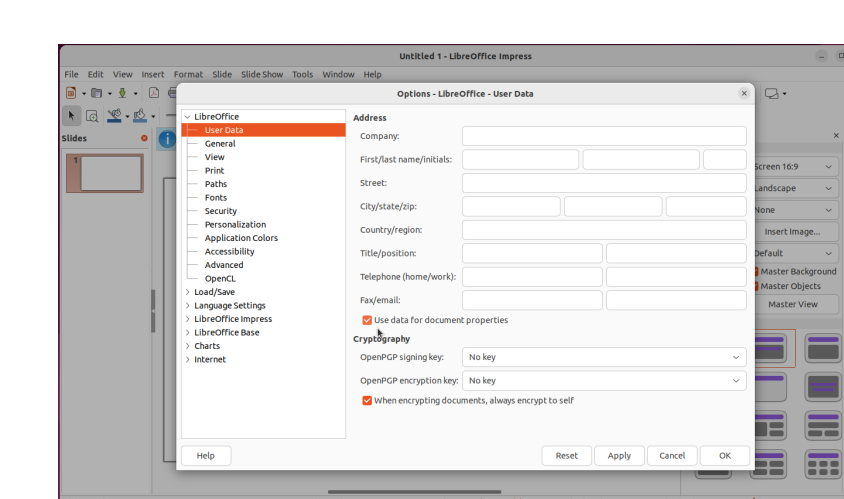 Untitled 1 - LibreOffice Impress
File Edit View Insert Format Slide Slide Show Tools Window Help
Options - LibreOffice - User Data
Slides
1
LibreOffice
User Data
General
View
Print
Paths
Fonts
Security
Personalization
Application Colors
Accessibility
Advanced
OpenCL
Load/Save
Language Settings
LibreOffice Impress
LibreOffice Base
Charts
Internet
Address
Company:
First/last name/initials:
Street:
City/state/zip:
Country/region:
Title/position:
Telephone (home/work):
Fax/email:
Use data for document properties
Cryptography
OpenPGP signing key: No key
OpenPGP encryption key: No key
When encrypting documents, always encrypt to self
Help Reset Apply Cancel OK
Screen 16:9
Landscape
None
Insert Image...
Default
Master Background
Master Objects
Master View